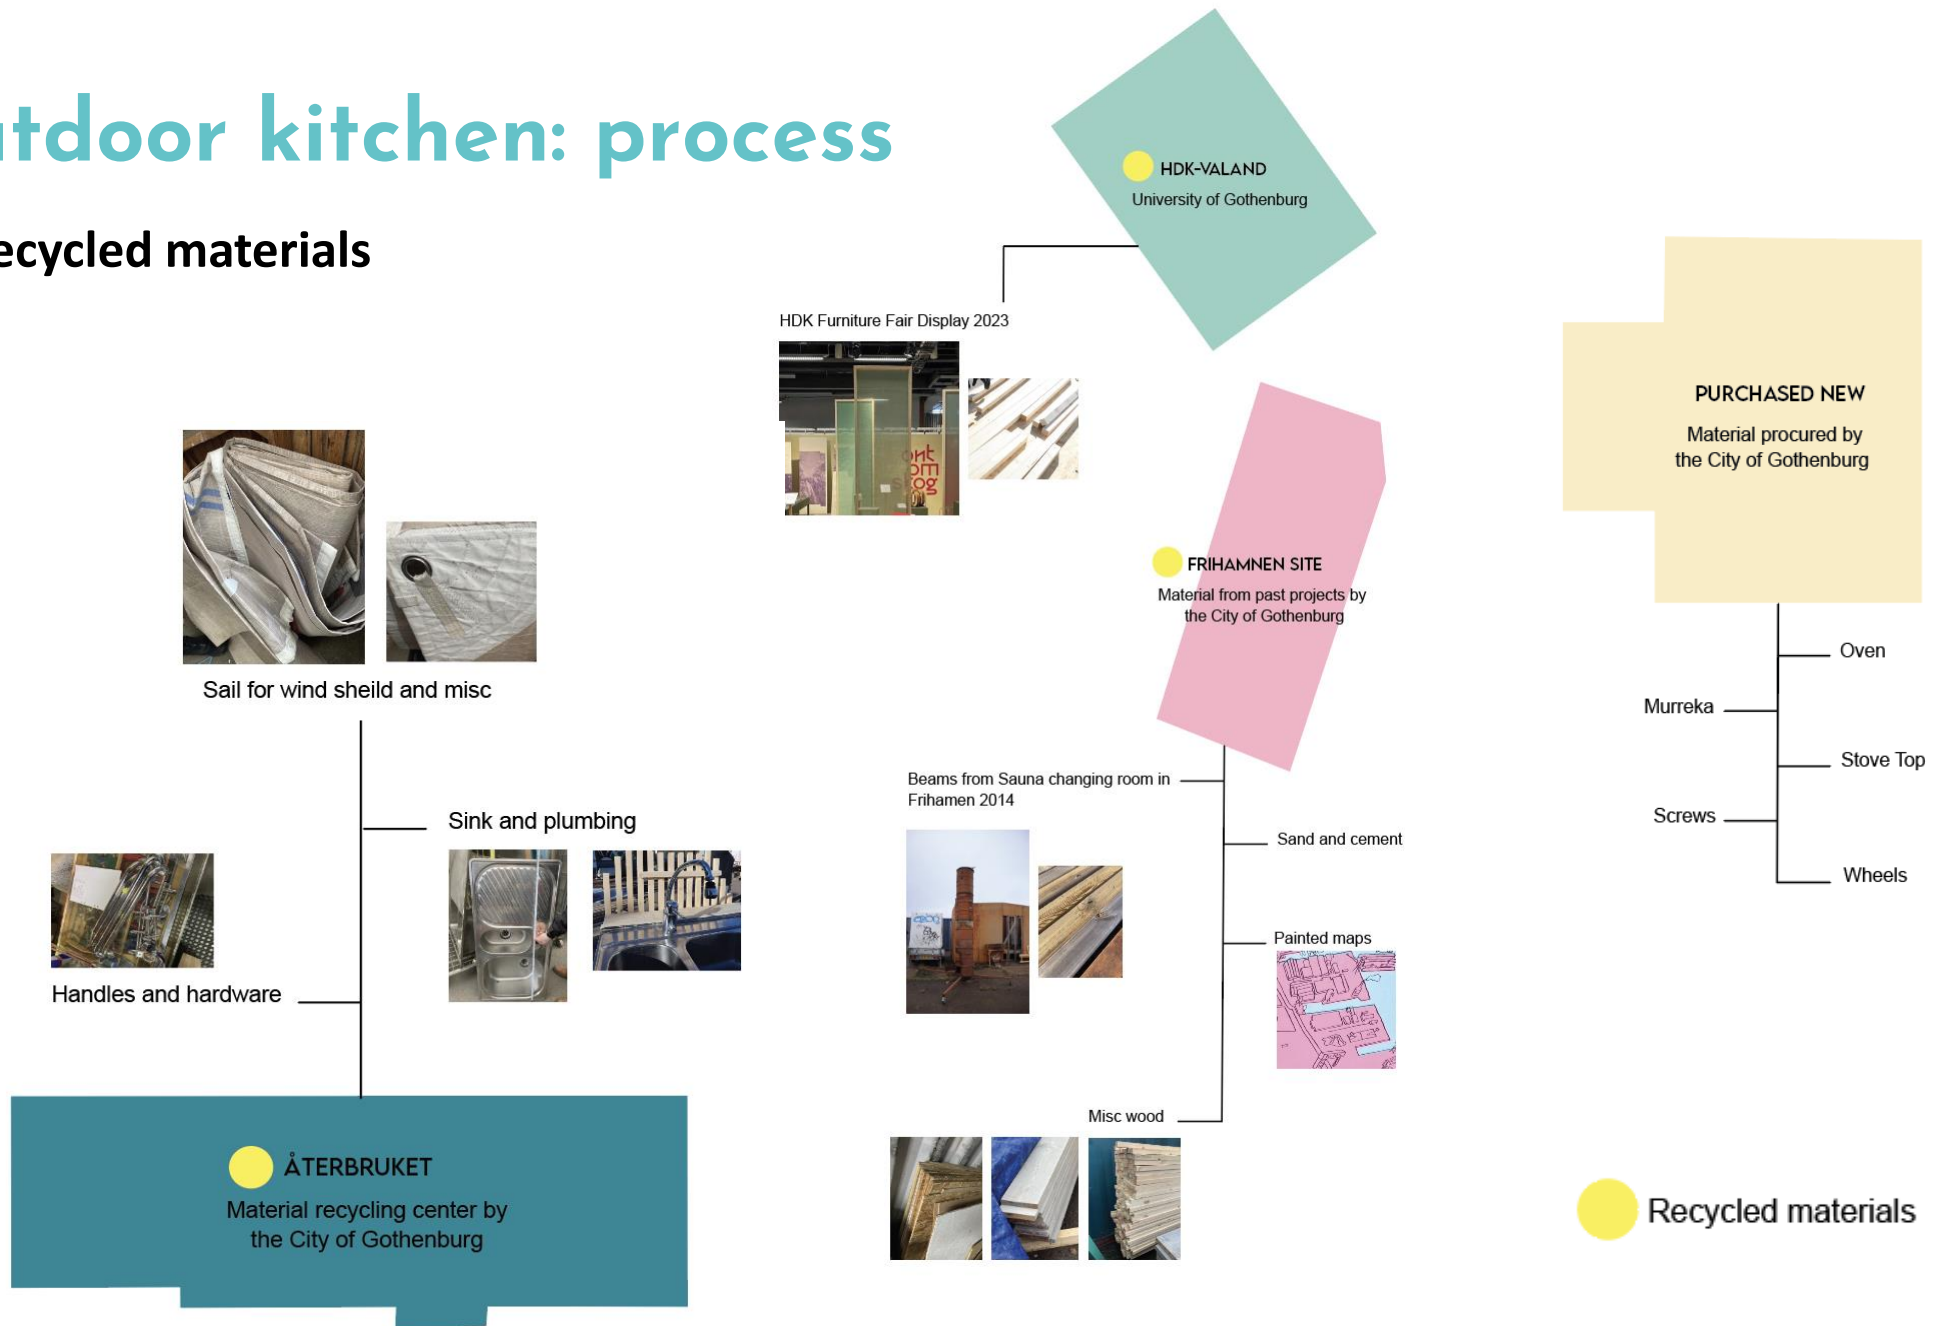 utdoor kitchen: process
ecycled materials
HDK-VALAND
University of Gothenburg
HDK Furniture Fair Display 2023
PURCHASED NEW
Material procured by
the City of Gothenburg
Oven
Murreka
Stove Top
Screws
Wheels
FRIHAMNEN SITE
Material from past projects by
the City of Gothenburg
Beams from Sauna changing room in
Frihamen 2014
Sand and cement
Painted maps
Misc wood
Sail for wind sheild and misc
Sink and plumbing
Handles and hardware
ÅTERBRUKET
Material recycling center by
the City of Gothenburg
Recycled materials